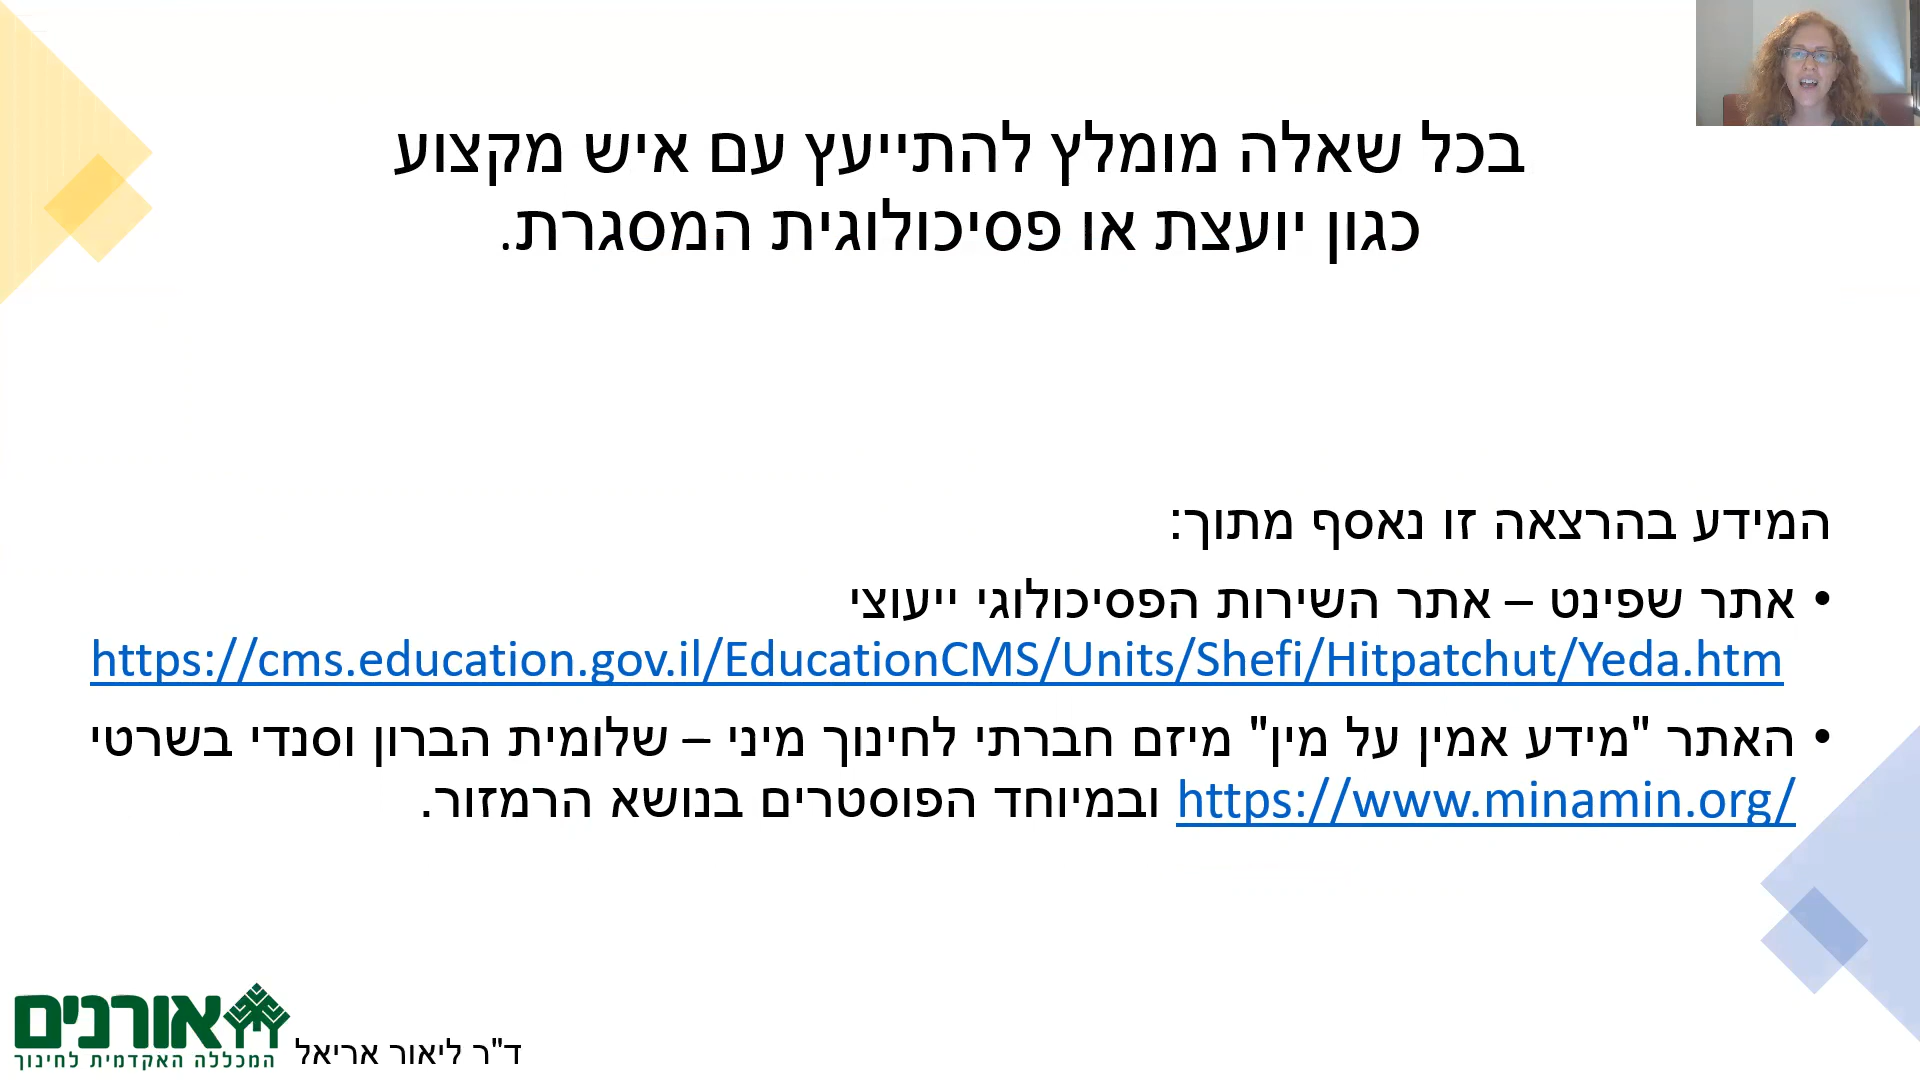 בכל שאלה מומלץ להתייעץ עם איש מקצוע
כגון יועצת או פסיכולוגית המסגרת.
המידע בהרצאה זו נאסף מתוך:
• אתר שפינט – אתר השירות הפסיכולוגי ייעוצי
https://cms.education.gov.il/EducationCMS/Units/Shefi/Hitpatchut/Yeda.htm
• האתר "מידע אמין על מין" מיזם חברתי לחינוך מיני – שלומית הברון וסנדי בשרטי
https://www.minamin.org/ ובמיוחד הפוסטרים בנושא הרמזור.
אורנים
המכללה האקדמית לחינוך
ד"ר ליאור אריאל